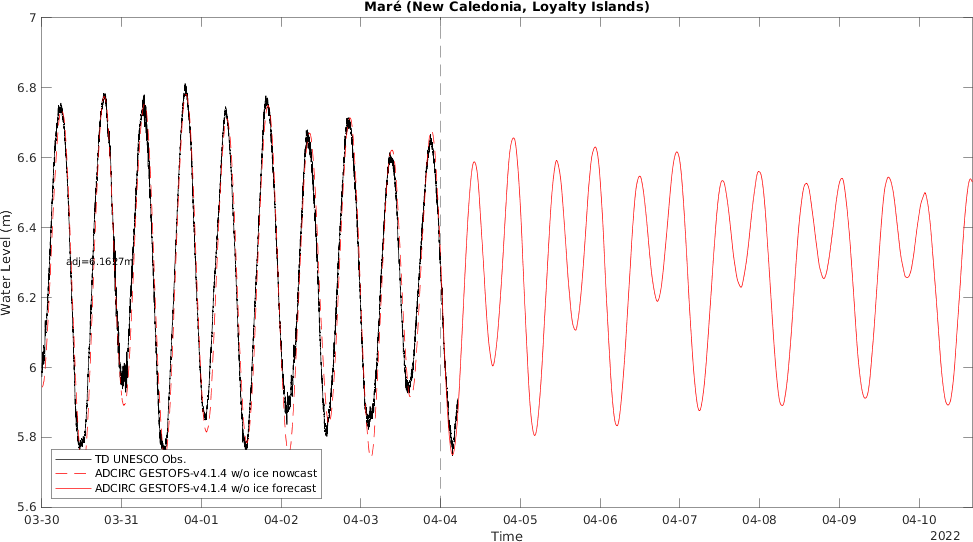 Maré (New Caledonia, Loyalty Islands)
7
6.8
6.6
6.4
6.2
6
5.8
5.6
Water Level (m)
adj=6.1627m
TD UNESCO Obs.
ADCIRC GESTOFS-v4.1.4 w/o ice nowcast
ADCIRC GESTOFS-v4.1.4 w/o ice forecast
03-30 03-31 04-01 04-02 04-03 04-04 04-05 04-06 04-07 04-08 04-09 04-10
Time
2022